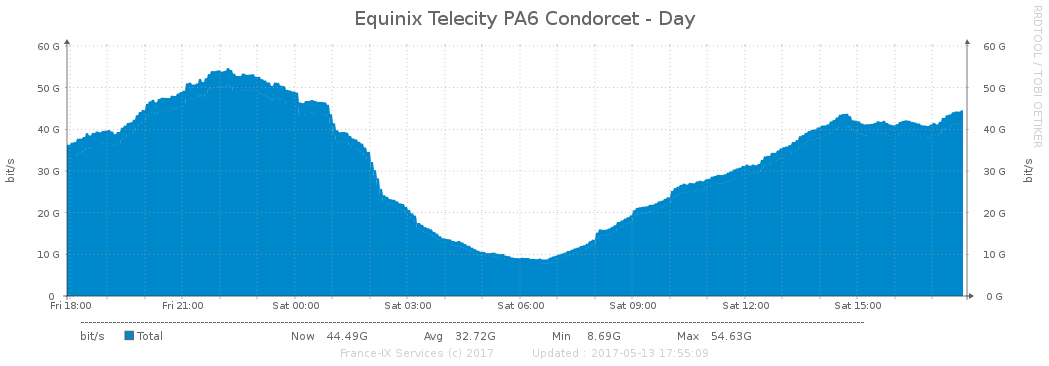 Equinix Telecity PA6 Condorcet - Day
RRDTOOL / TOBI OETIKER
60 G 60 G
50 G 50 G
40 G 40 G
30 G 30 G
20 G 20 G
10 G 10 G
0 0 G
bit/s
bit/s
Fri 18:00 Fri 21:00 Sat 00:00 Sat 03:00 Sat 06:00 Sat 09:00 Sat 12:00 Sat 15:00
bit/s Total Now 44.49G Avg 32.72G Min 8.69G Max 54.63G
France-IX Services (c) 2017 Updated : 2017-05-13 17:55:09